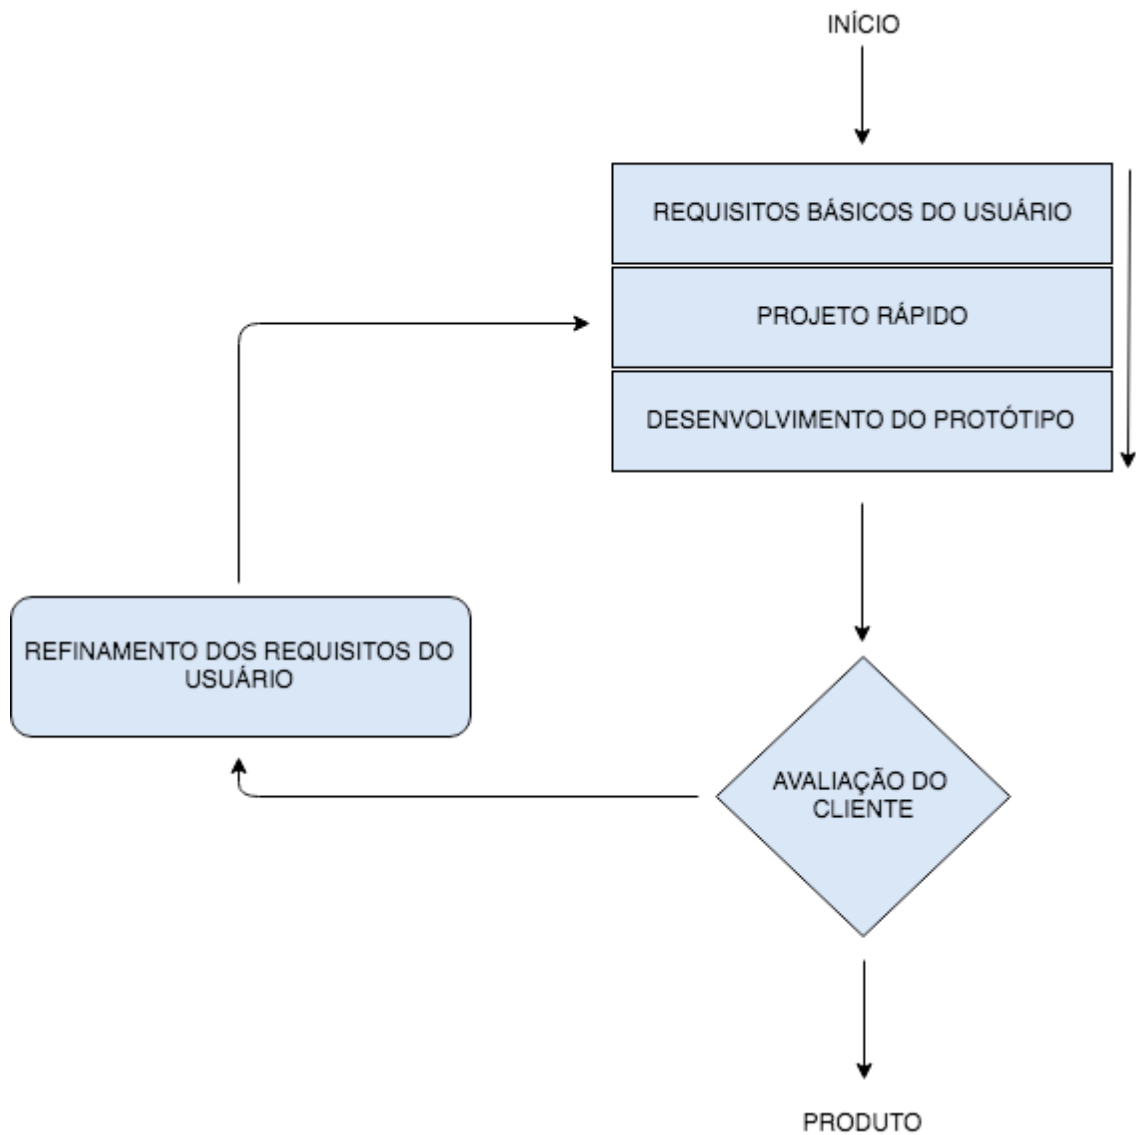 INÍCIO
REQUISITOS BÁSICOS DO USUÁRIO
PROJETO RÁPIDO
DESENVOLVIMENTO DO PROTÓTIPO
REFINAMENTO DOS REQUISITOS DO
USUÁRIO
AVALIAÇÃO DO
CLIENTE
PRODUTO